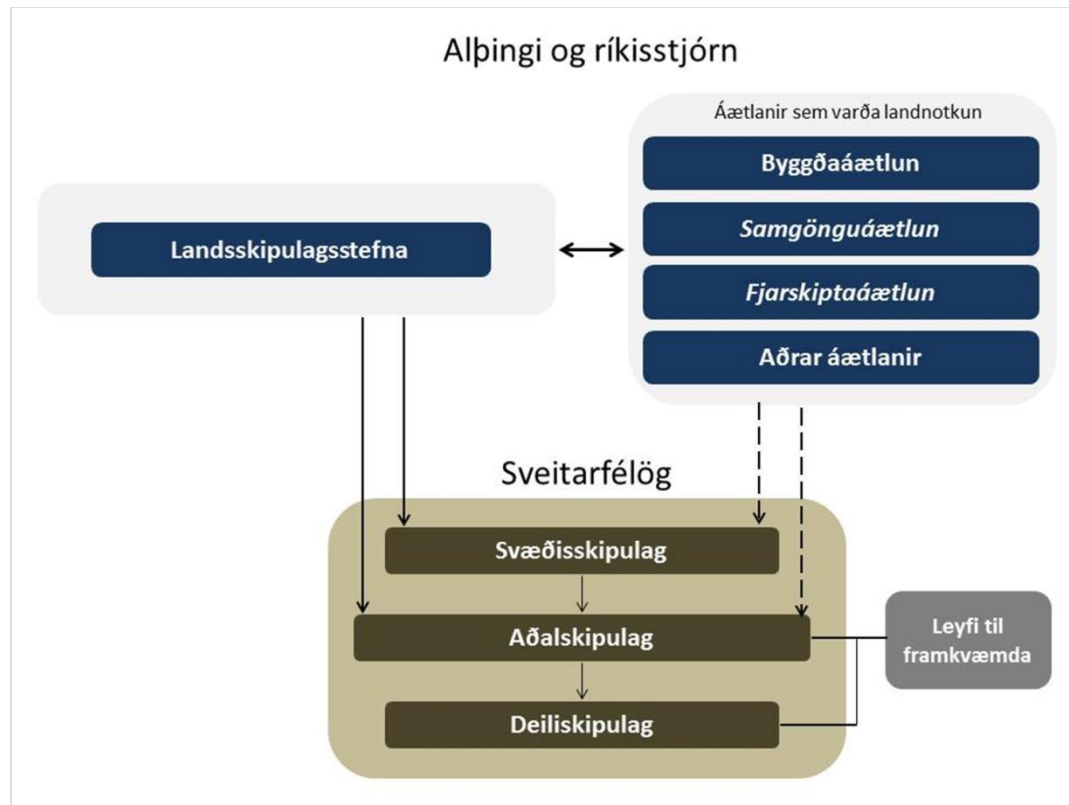 Alþingi og ríkisstjórn
Áætlanir sem varða landnotkun
Byggðaáætlun
Samgönguáætlun
Fjarskiptaáætlun
Aðrar áætlanir
Landsskipulagsstefna
Sveitarfélög
Svæðisskipulag
Aðalskipulag
Deiliskipulag
Leyfi til
framkvæmda